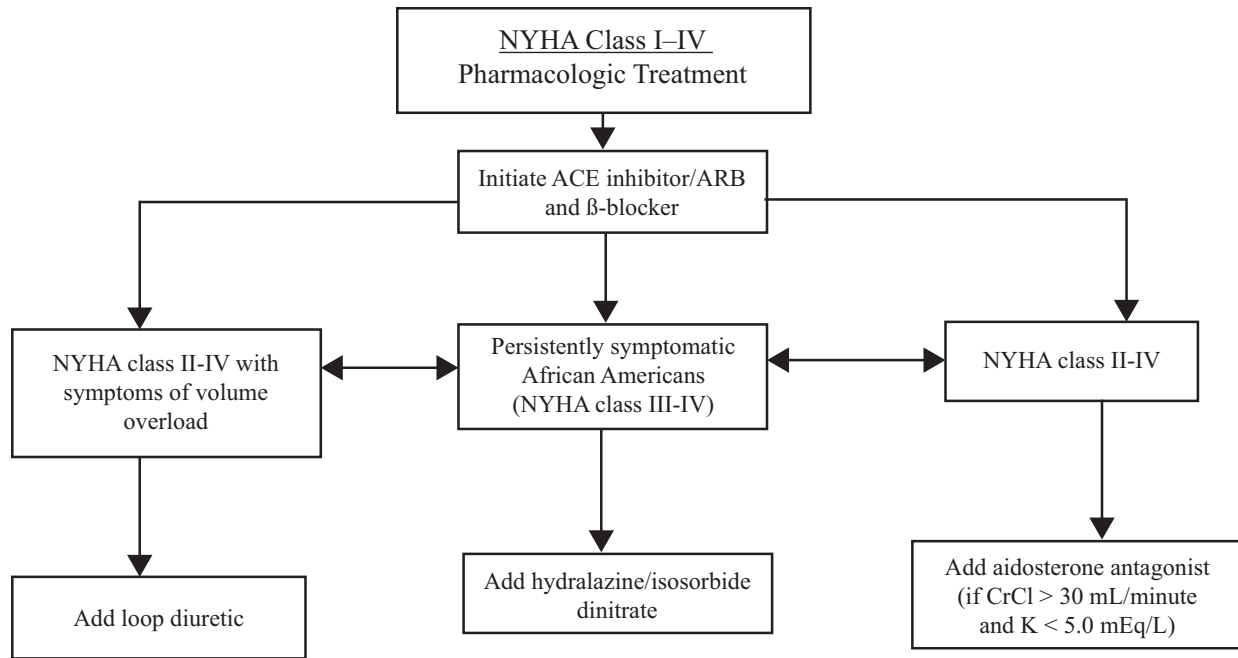 NYHA Class I–IV
Pharmacologic Treatment
Initiate ACE inhibitor/ARB
and ß-blocker
NYHA class II-IV with
symptoms of volume
overload
Persistently symptomatic
African Americans
(NYHA class III-IV)
NYHA class II-IV
Add loop diuretic
Add hydralazine/isosorbide
dinitrate
Add aidosterone antagonist
(if CrCl > 30 mL/minute
and K < 5.0 mEq/L)